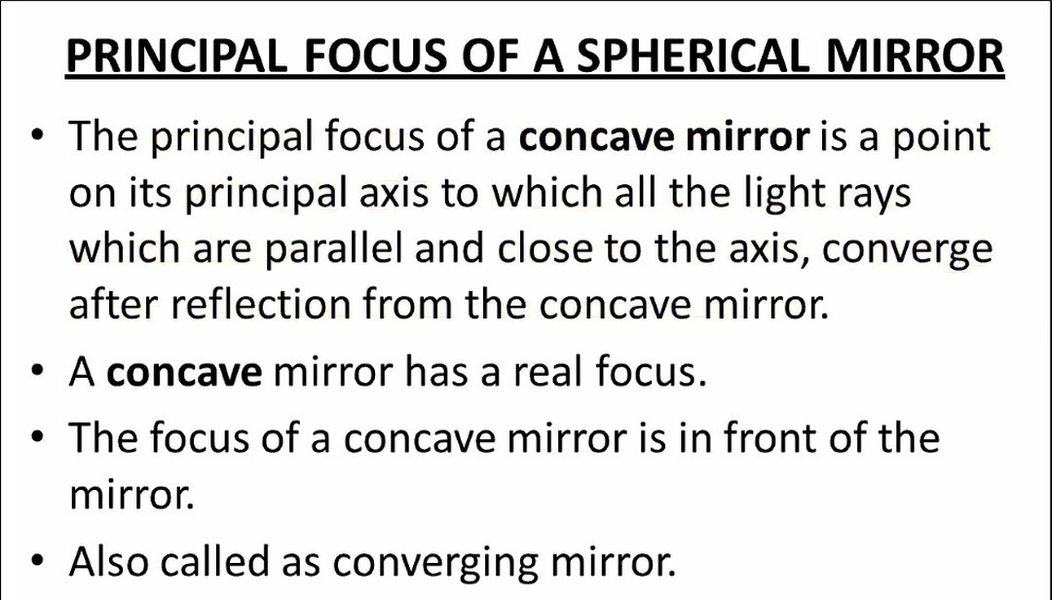 PRINCIPAL FOCUS OF A SPHERICAL MIRROR
• The principal focus of a concave mirror is a point
on its principal axis to which all the light rays
which are parallel and close to the axis, converge
after reflection from the concave mirror.
• A concave mirror has a real focus.
• The focus of a concave mirror is in front of the
mirror.
• Also called as converging mirror.